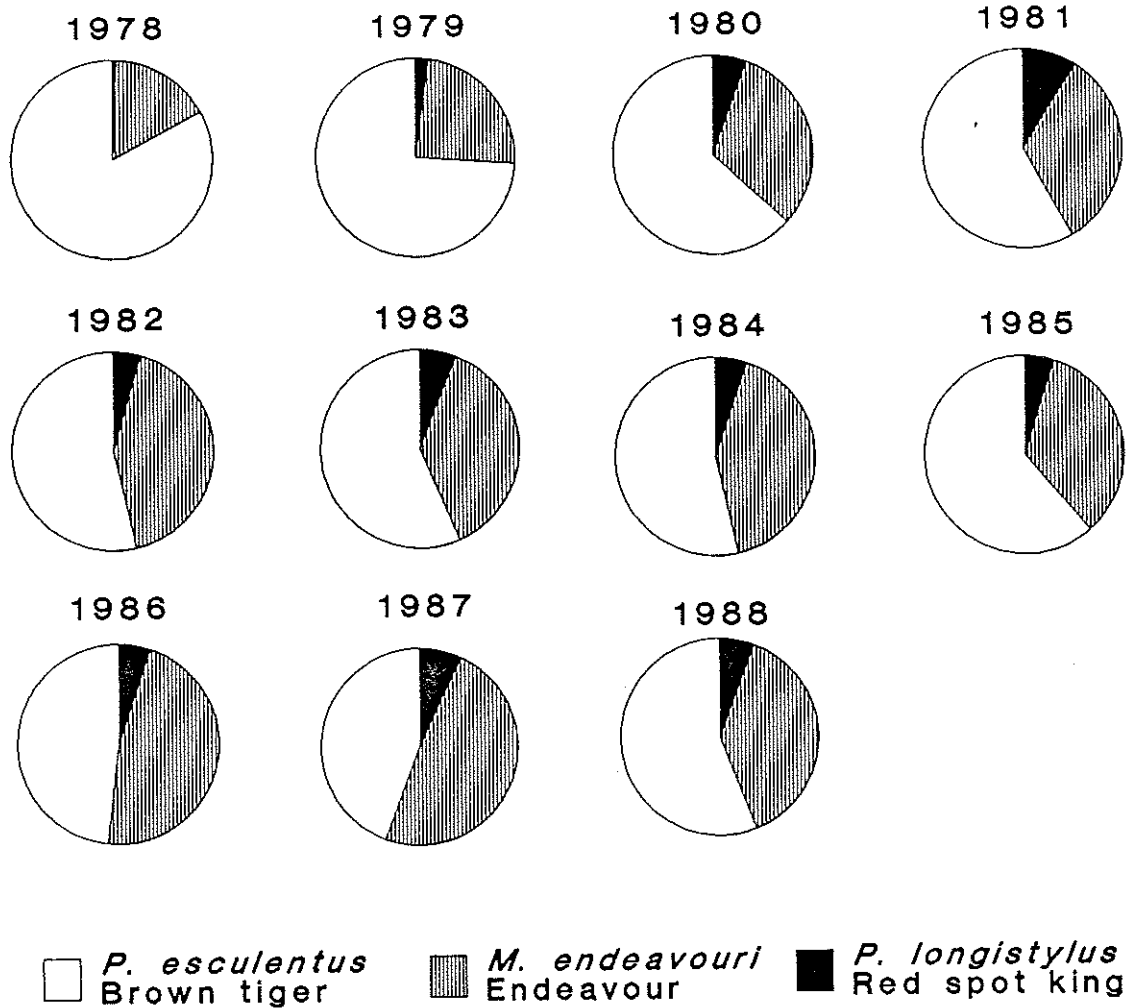 1978 1979 1980 1981
1982 1983 1984 1985
1986 1987 1988
P. esculentus M. endeavouri P. longistylus
Brown tiger Endeavour Red spot king